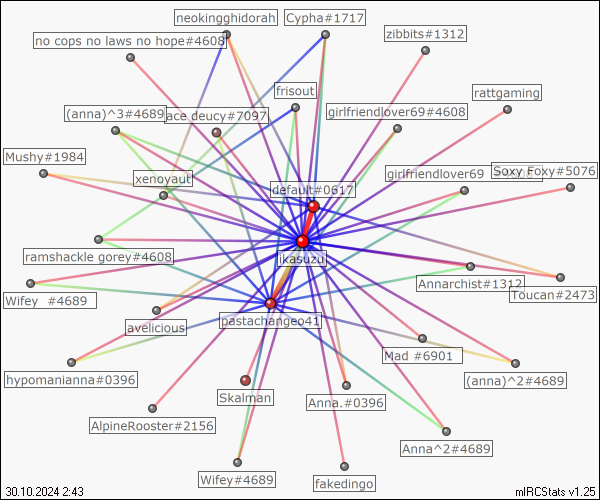 neokingghidorah
Cypha#1717
no cops no laws no hope#4608
zibbits#1312
frisout
rattgaming
(anna)^3#4689
ace deucy#7097
girlfriendlover69#4608
Mushy#1984
xenoyaut
default#0617
girlfriendlover69
Soxy Foxy#5076
ramshackle gorey#4608
ikasuzu
Annarchist#1312
Toucan#2473
Wifey #4689
avelicious
pastachangeo41
Mad #6901
hypomanianna#0396
Skalman
Anna.#0396
(anna)^2#4689
AlpineRooster#2156
Anna^2#4689
Wifey#4689
fakedingo
30.10.2024 2:43
mIRCStats v1.25